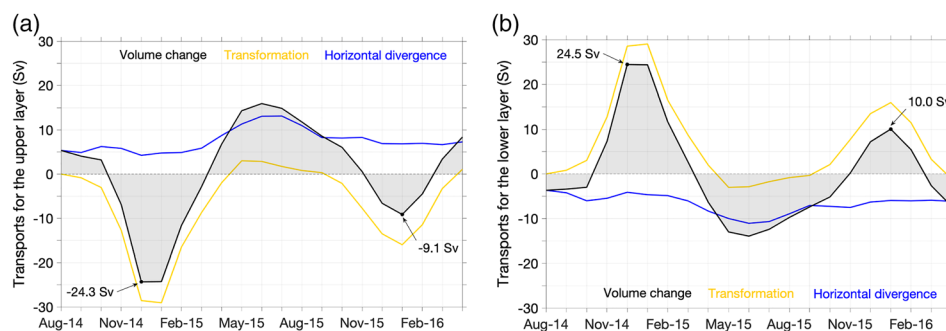 (a)
Transports for the upper layer (Sv)
30
20
10
0
-10
-20
-30
Volume change Transformation Horizontal divergence
-24.3 Sv
-9.1 Sv
Aug-14 Nov-14 Feb-15 May-15 Aug-15 Nov-15 Feb-16
(b)
Transports for the lower layer (Sv)
30
20
10
0
-10
-20
-30
24.5 Sv
10.0 Sv
Volume change Transformation Horizontal divergence
Aug-14 Nov-14 Feb-15 May-15 Aug-15 Nov-15 Feb-16